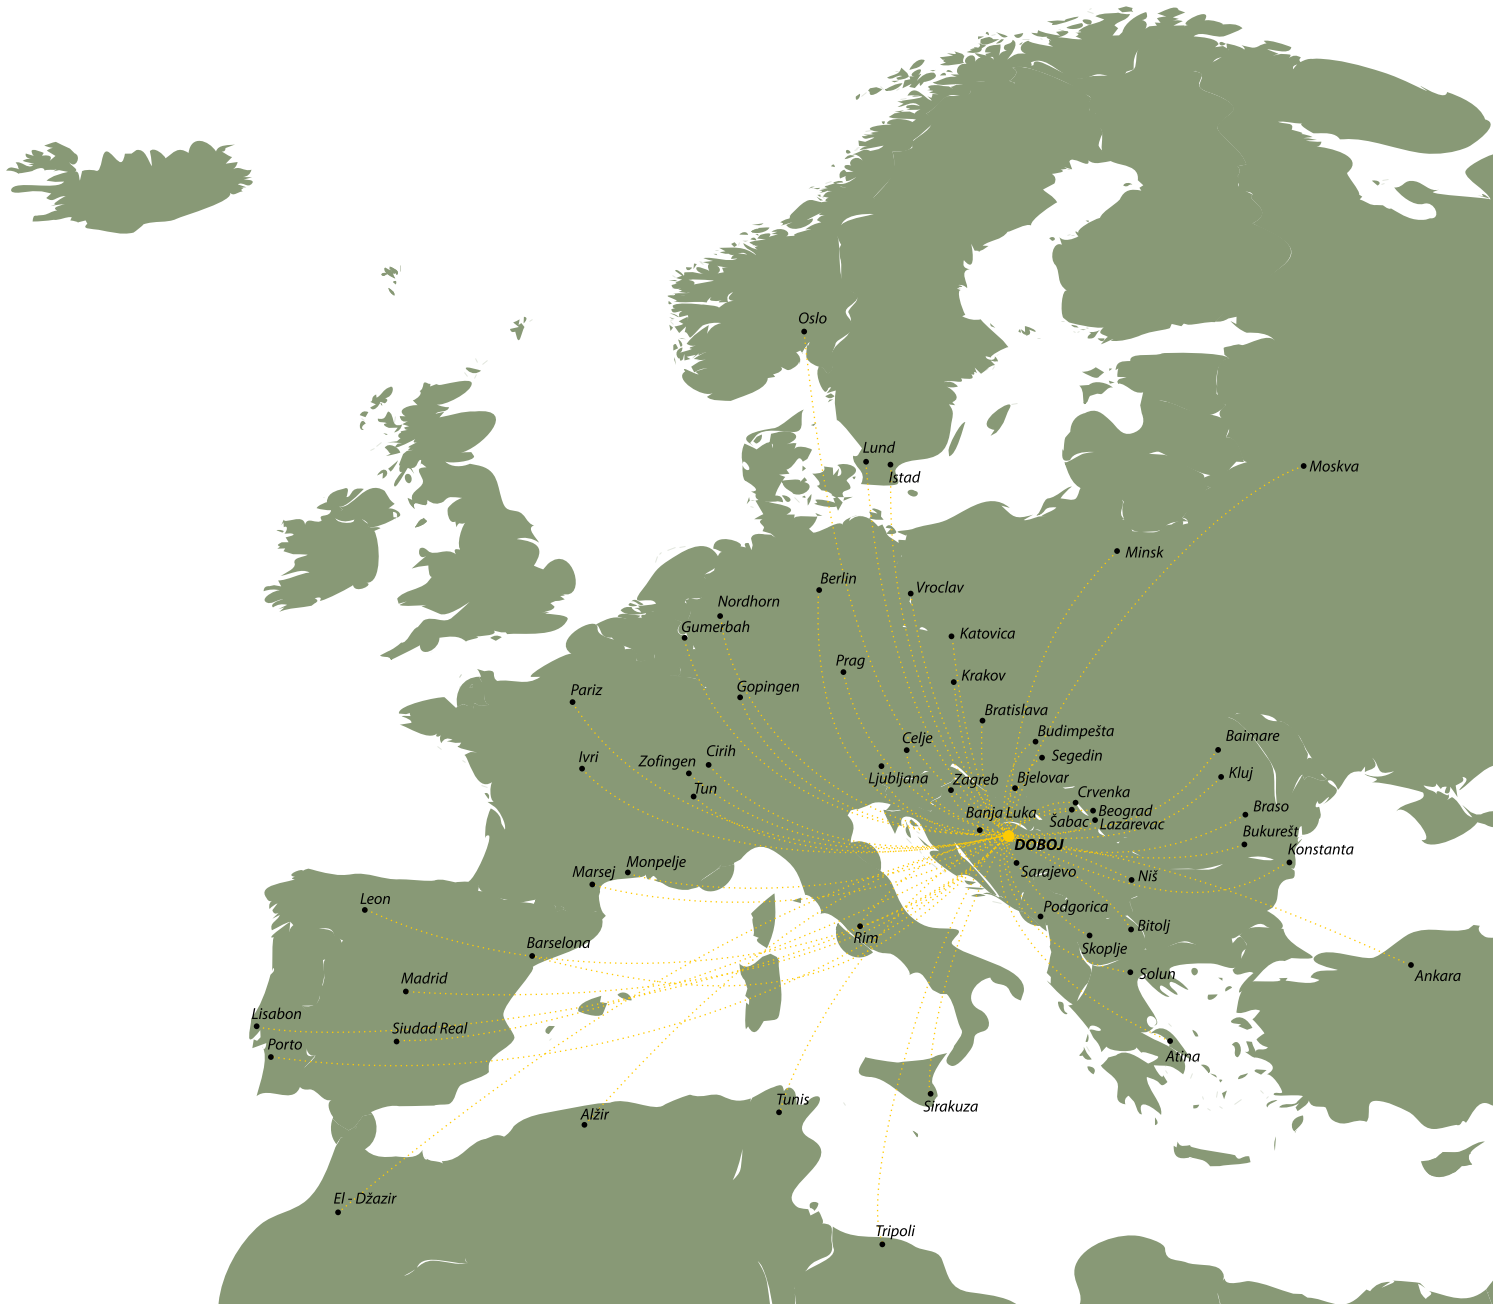 Oslo
Lund
Istad
Moskva
Minsk
Berlin
Vroclav
Nordhorn
Gumerbah
Katovica
Prag
Krakov
Gopingen
Pariz
Bratislava
Budimpešta
Celje
Baimare
Cirih
Ivri
Zofingen
Segedin
Kluj
Ljubljana
Zagreb
Bjelovar
Tun
Crvenka
Braso
Banja Luka
Beograd
Šabac
Lazarevac
Bukurešt
DOBOJ
Konstanta
Monpelje
Marsej
Sarajevo
Niš
Leon
Podgorica
Bitolj
Rim
Barselona
Skoplje
Solun
Ankara
Madrid
Lisabon
Siudad Real
Porto
Atina
Tunis
Sirakuza
Alžir
El - Džazir
Tripoli